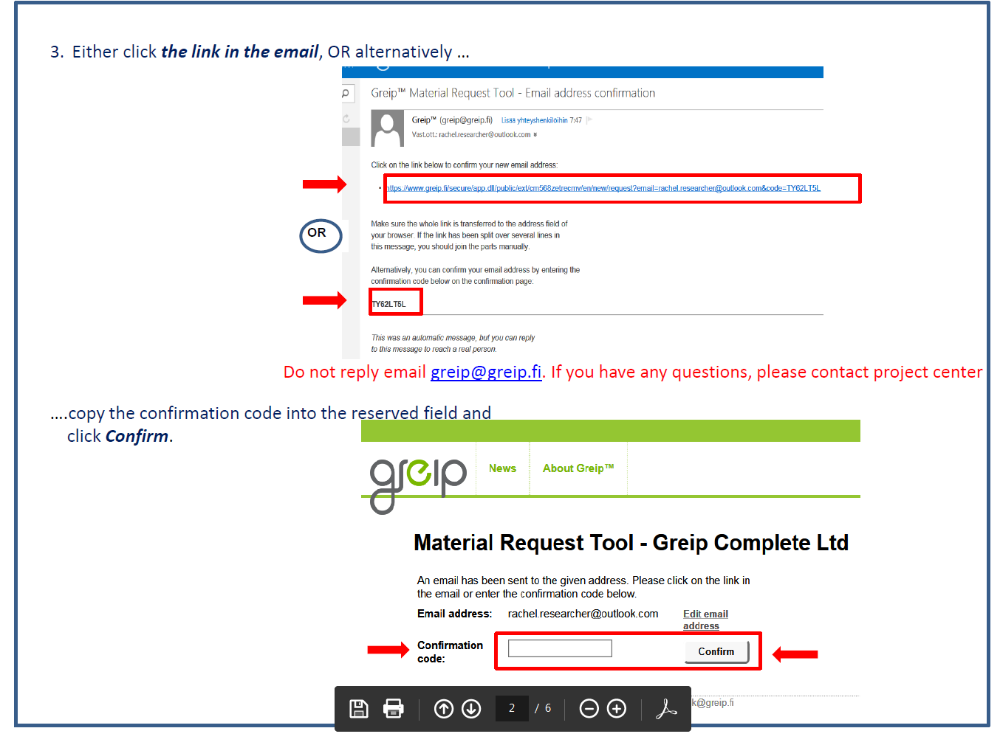 3. Either click the link in the email, OR alternatively ...
Greip™ Material Request Tool - Email address confirmation
Greip™ (greip@greip.fi) Lisää yhteyshenkilöihin 7:47
Vast.ott.: rachel.researcher@outlook.com
Click on the link below to confirm your new email address:
• https://www.greip.fi/secure/app.dll/public/ext/cm568zetrecmv/en/new/request?email=rachel.researcher@outlook.com&code=TY62LT5L
OR
Make sure the whole link is transferred to the address field of
your browser. If the link has been split over several lines in
this message, you should join the parts manually.
Alternatively, you can confirm your email address by entering the
confirmation code below on the confirmation page:
TY62LT5L
This was an automatic message, but you can reply
to this message to reach a real person.
Do not reply email greip@greip.fi. If you have any questions, please contact project center
....copy the confirmation code into the reserved field and
click Confirm.
greip
News
About Greip™
Material Request Tool - Greip Complete Ltd
An email has been sent to the given address. Please click on the link in
the email or enter the confirmation code below.
Email address: rachel.researcher@outlook.com Edit email
address
Confirmation
code:
Confirm
k@greip.fi
2 / 6